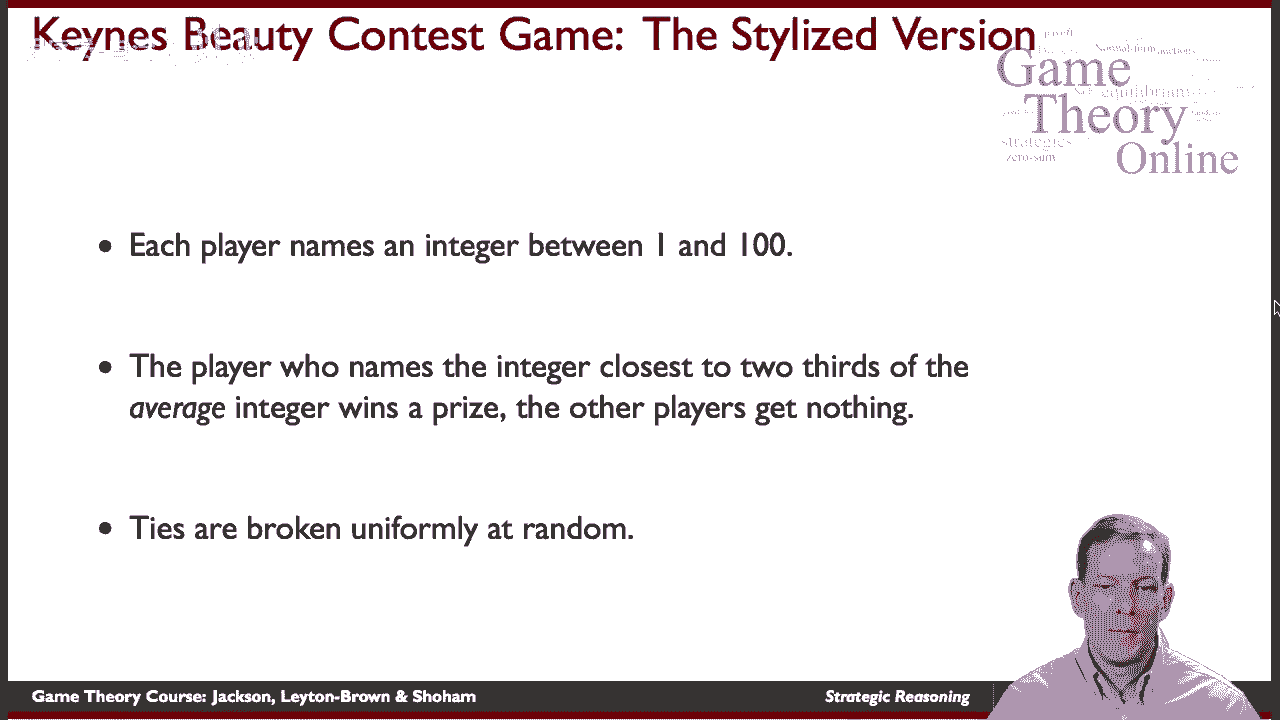 Keynes Beauty Contest Game: The Stylized Version
Game
equilibrium
Theory
strategies
zero-sum
Online
• Each player names an integer between 1 and 100.
• The player who names the integer closest to two thirds of the
average integer wins a prize, the other players get nothing.
• Ties are broken uniformly at random.
Game Theory Course: Jackson, Leyton-Brown & Shoham
Strategic Reasoning